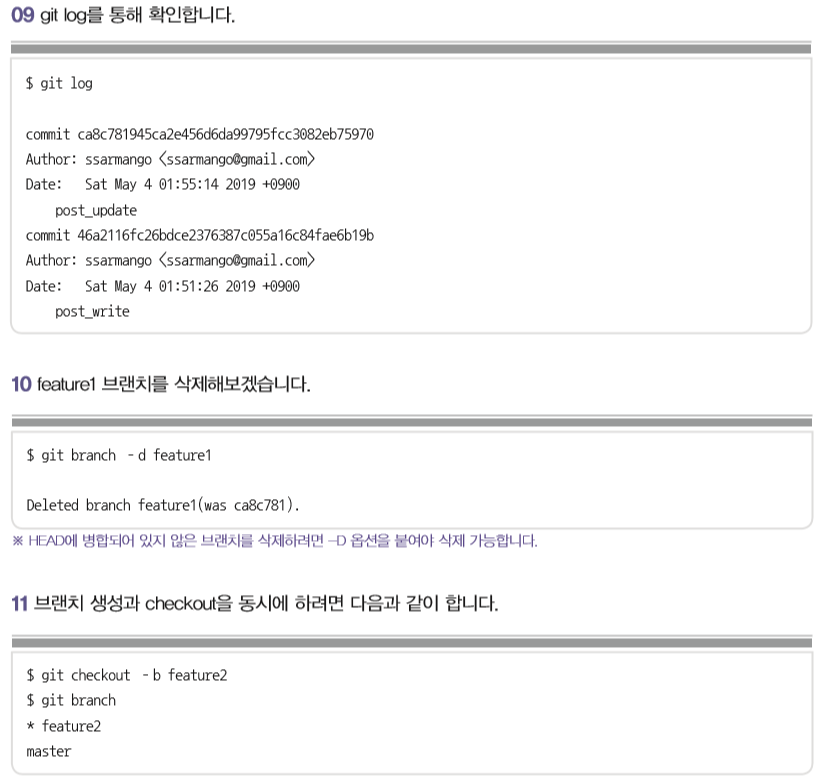 09 git log를 통해 확인합니다.
$ git log
commit ca8c781945ca2e456d6da99795fcc3082eb75970
Author: ssarmango <ssarmango@gmail.com>
Date:   Sat May 4 01:55:14 2019 +0900
    post_update
commit 46a2116fc26bdce2376387c055a16c84fae6b19b
Author: ssarmango <ssarmango@gmail.com>
Date:   Sat May 4 01:51:26 2019 +0900
    post_write
10 feature1 브랜치를 삭제해보겠습니다.
$ git branch -d feature1
Deleted branch feature1(was ca8c781).
※ HEAD에 병합되어 있지 않은 브랜치를 삭제하려면 –D 옵션을 붙여야 삭제 가능합니다.
11 브랜치 생성과 checkout을 동시에 하려면 다음과 같이 합니다.
$ git checkout -b feature2
$ git branch
* feature2
master